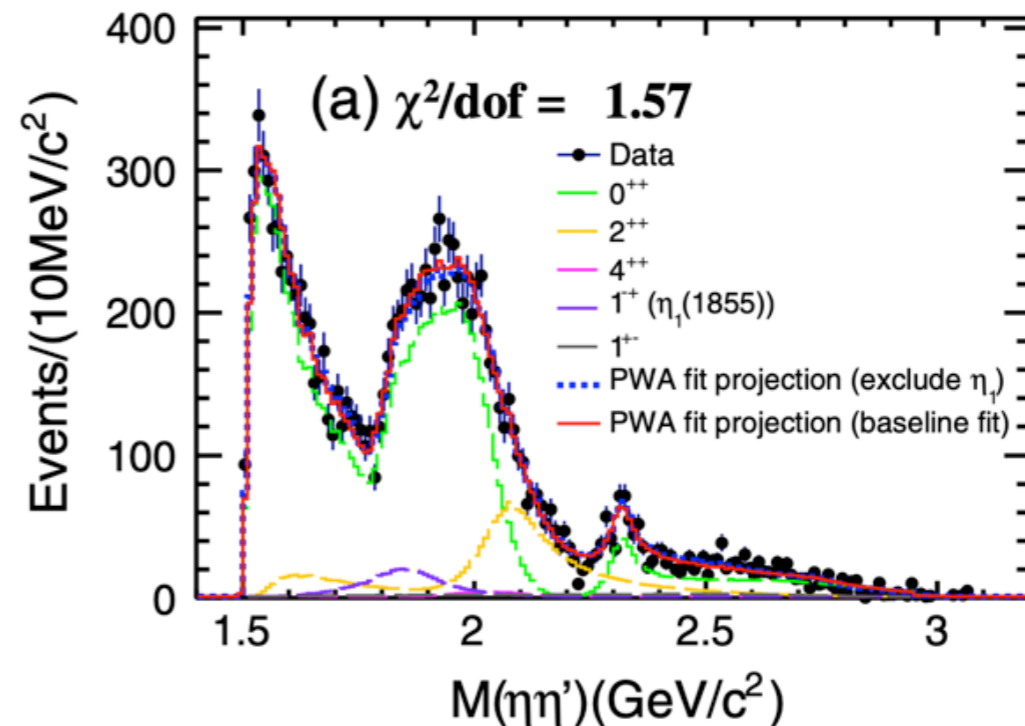 400
300
200
100
0
Events/(10MeV/c²)
(a) χ²/dof = 1.57
Data
0⁺⁺
2⁺⁺
4⁺⁺
1⁻⁺ (η₁(1855))
1⁺⁻
PWA fit projection (exclude η₁)
PWA fit projection (baseline fit)
1.5 2 2.5 3
M(ηη')(GeV/c²)